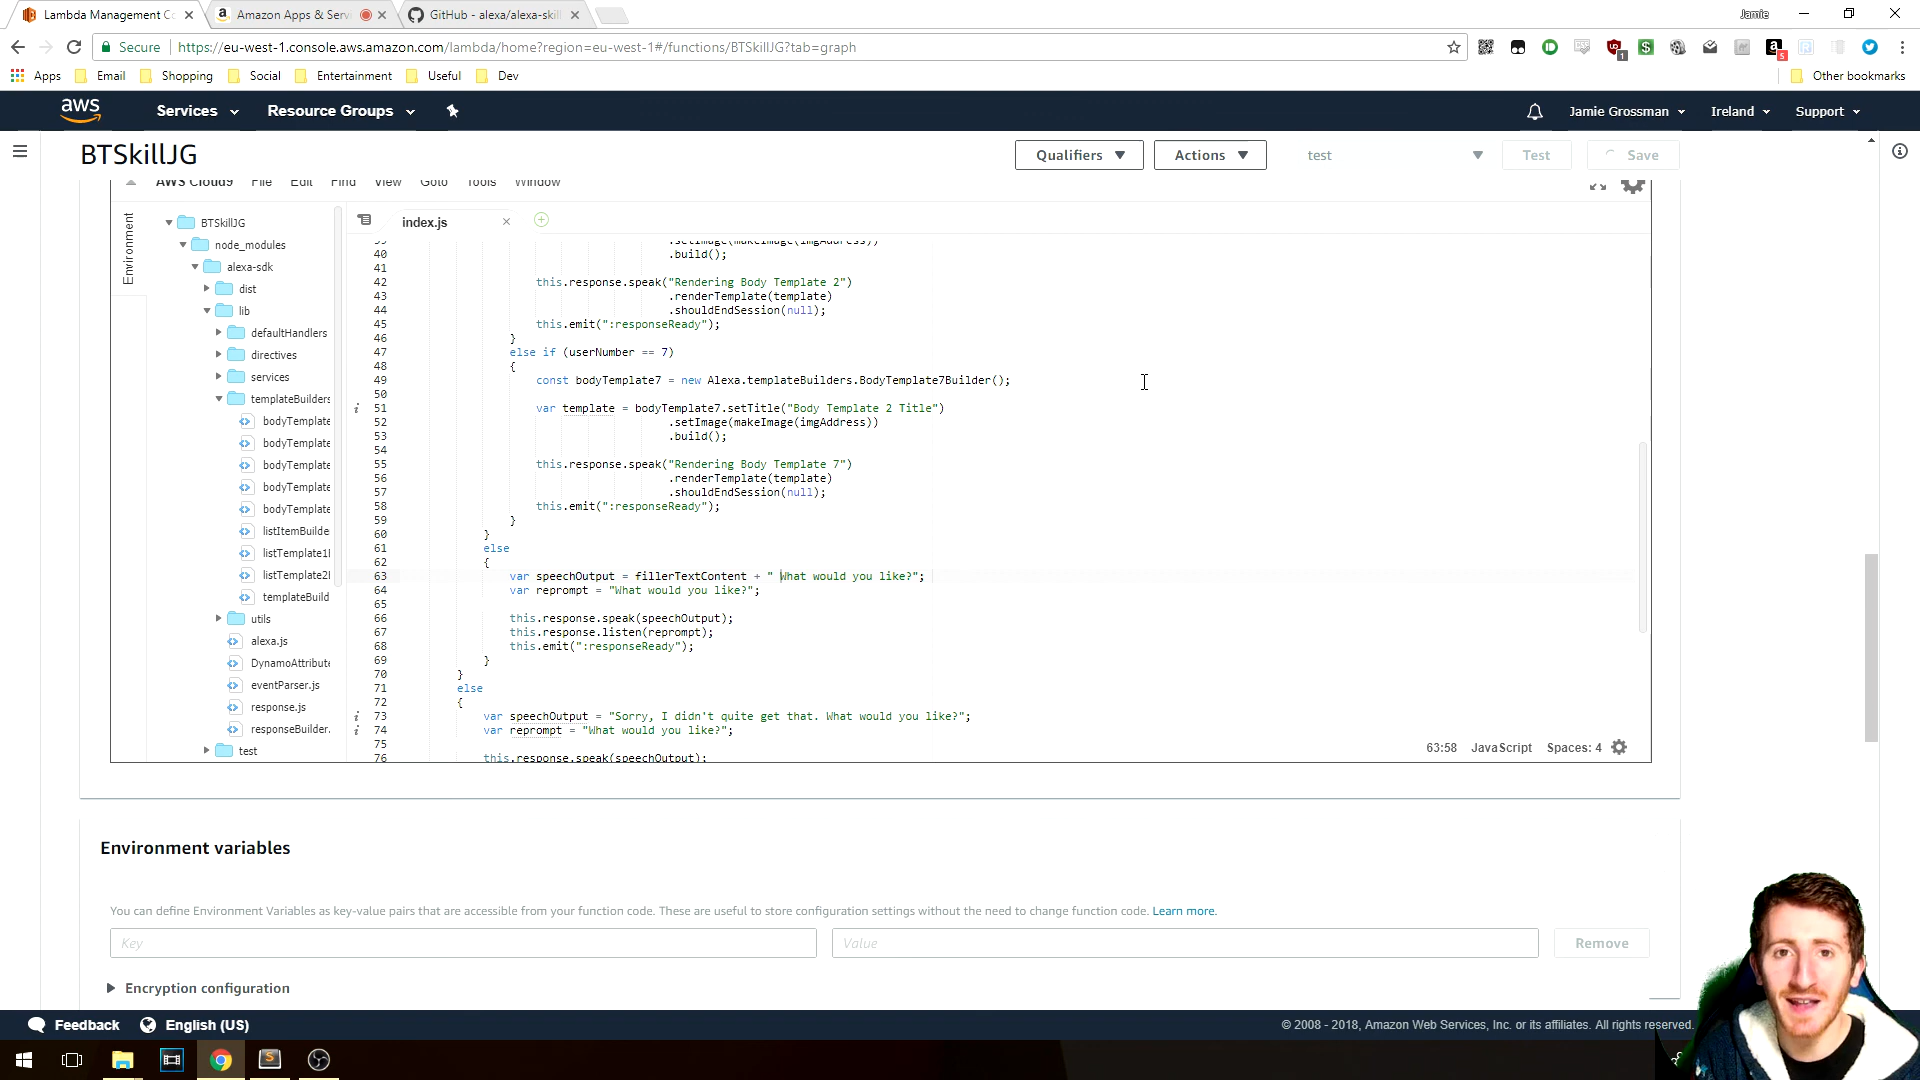 Lambda Management Co
Amazon Apps & Servi
GitHub - alexa/alexa-skil
Jamie
Secure
https://eu-west-1.console.aws.amazon.com/lambda/home?region=eu-west-1#/functions/BTSkillJG?tab=graph
Apps
Email
Shopping
Social
Entertainment
Useful
Dev
Other bookmarks
aws
Services
Resource Groups
Jamie Grossman
Ireland
Support
BTSkillJG
Qualifiers
Actions
test
Test
Save
AWS Cloud9 File Edit Find View Goto Tools Window
Environment
BTSkillJG
node_modules
alexa-sdk
dist
lib
defaultHandlers
directives
services
templateBuilders
bodyTemplate
bodyTemplate
bodyTemplate
bodyTemplate
bodyTemplate
listItemBuilde
listTemplate1
listTemplate2
templateBuild
utils
alexa.js
DynamoAttribute
eventParser.js
response.js
responseBuilder.
test
index.js
39 .setImage(makeImage(imgAddress))
40 .build();
41
42 this.response.speak("Rendering Body Template 2")
43 .renderTemplate(template)
44 .shouldEndSession(null);
45 this.emit(":responseReady");
46 }
47 else if (userNumber == 7)
48 {
49 const bodyTemplate7 = new Alexa.templateBuilders.BodyTemplate7Builder();
50
51 var template = bodyTemplate7.setTitle("Body Template 2 Title")
52 .setImage(makeImage(imgAddress))
53 .build();
54
55 this.response.speak("Rendering Body Template 7")
56 .renderTemplate(template)
57 .shouldEndSession(null);
58 this.emit(":responseReady");
59 }
60 }
61 else
62 {
63 var speechOutput = fillerTextContent + " What would you like?";
64 var reprompt = "What would you like?";
65
66 this.response.speak(speechOutput);
67 this.response.listen(reprompt);
68 this.emit(":responseReady");
69 }
70 }
71 else
72 {
73 var speechOutput = "Sorry, I didn't quite get that. What would you like?";
74 var reprompt = "What would you like?";
75
76 this.response.speak(speechOutput);
63:58 JavaScript Spaces: 4
Environment variables
You can define Environment Variables as key-value pairs that are accessible from your function code. These are useful to store configuration settings without the need to change function code. Learn more.
Key
Value
Remove
Encryption configuration
Feedback
English (US)
© 2008 - 2018, Amazon Web Services, Inc. or its affiliates. All rights reserved.